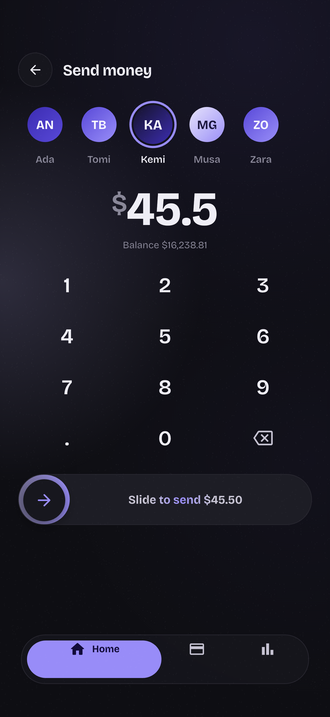 Send money
AN TB KA MG ZO
Ada Tomi Kemi Musa Zara
$45.5
Balance $16,238.81
1 2 3
4 5 6
7 8 9
. 0
Slide to send $45.50
Home